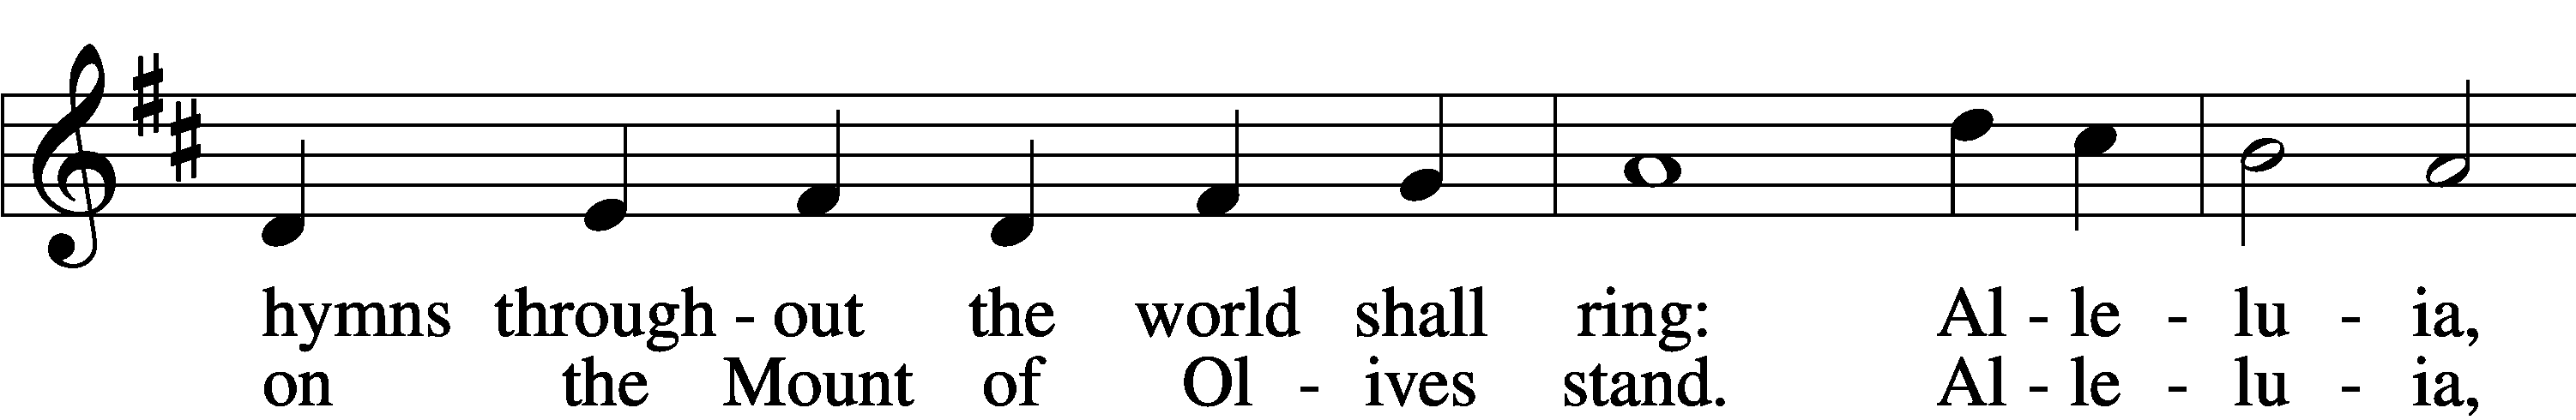 hymns through - out the world shall ring: Al - le - lu - ia,
on the Mount of Ol - ives stand. Al - le - lu - ia,